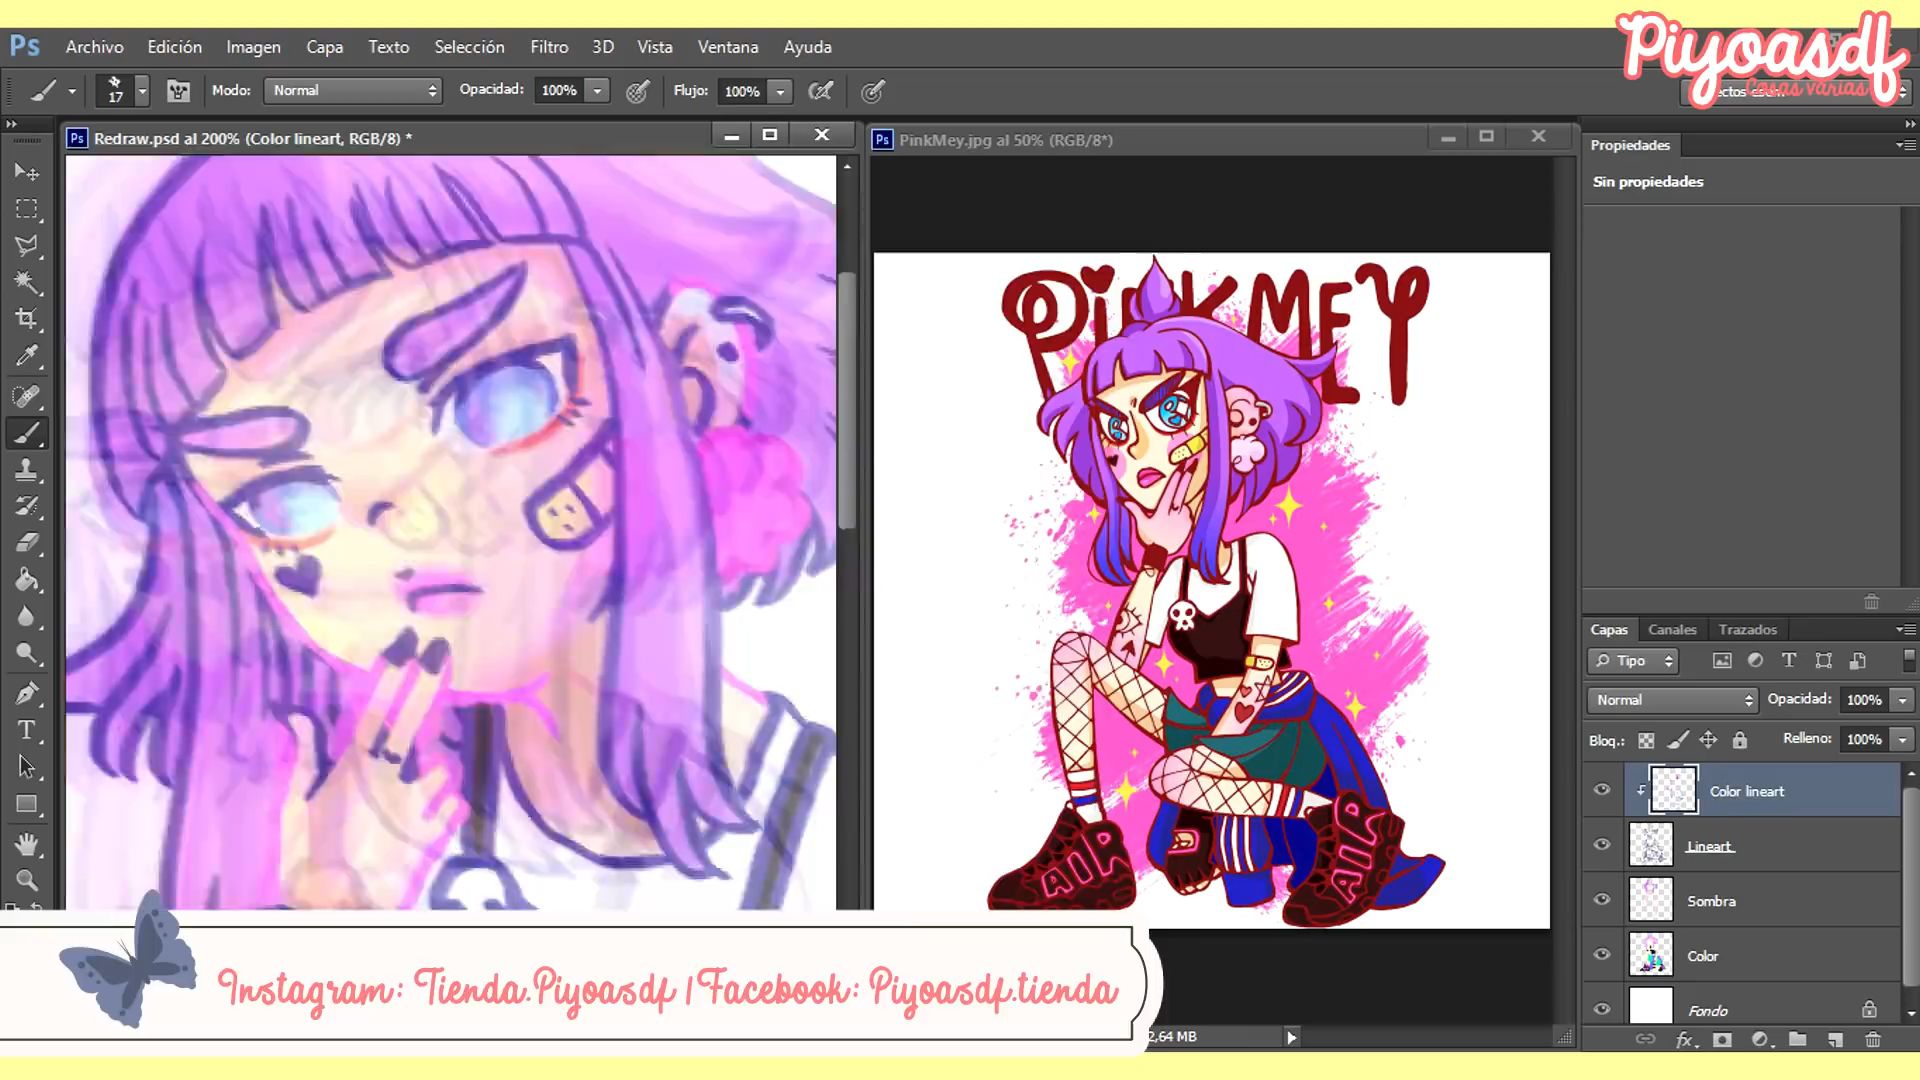 Piyoasdf
Cosas varias
Ps Archivo Edición Imagen Capa Texto Selección Filtro 3D Vista Ventana Ayuda
17 Modo: Normal Opacidad: 100% Flujo: 100%
Redraw.psd al 200% (Color lineart, RGB/8) *
PinkMey.jpg al 50% (RGB/8*)
Propiedades
Sin propiedades
PiNKMEY
AIR
AIR
Capas Canales Trazados
Tipo
Normal Opacidad: 100%
Bloq.: Relleno: 100%
Color lineart
Lineart
Sombra
Color
Fondo
fx
2,64 MB
Instagram: Tienda.Piyoasdf | Facebook: Piyoasdf.tienda